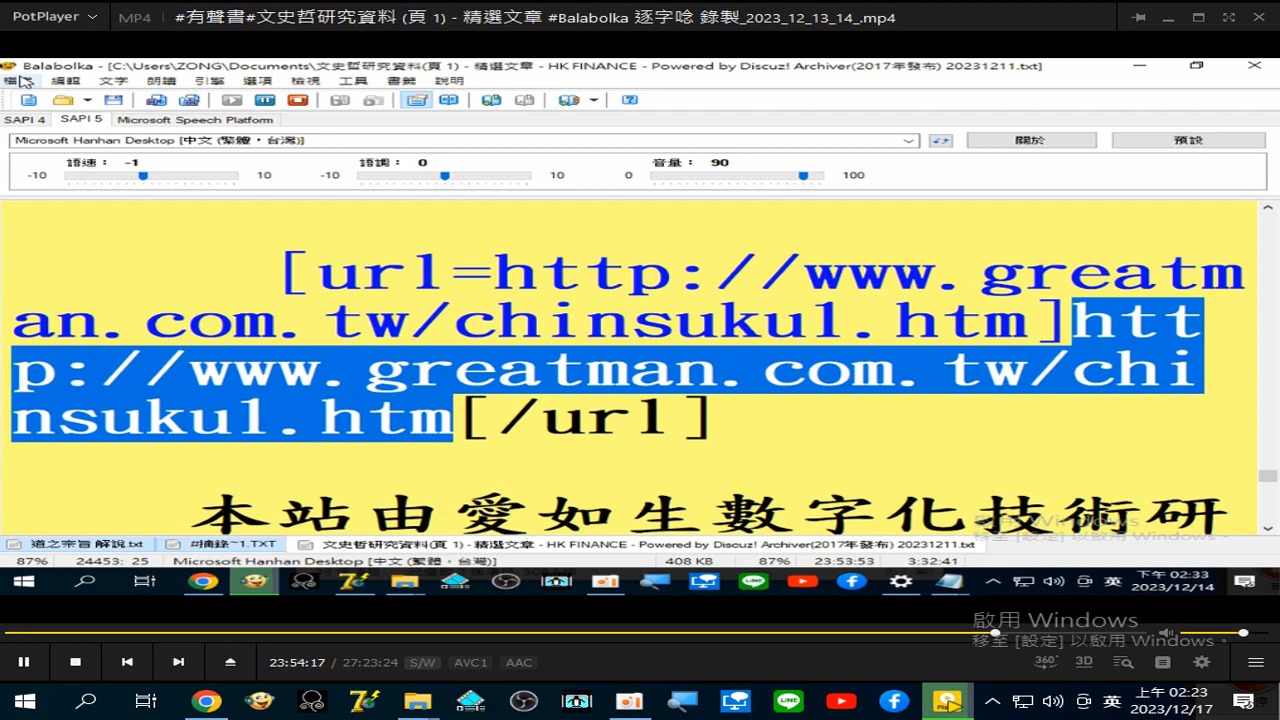 PotPlayer MP4 #有聲書#文史哲研究資料 (頁 1) - 精選文章 #Balabolka 逐字唸 錄製_2023_12_13_14_.mp4
Balabolka - [C:\Users\ZONG\Documents\文史哲研究資料(頁 1) - 精選文章 - HK FINANCE - Powered by Discuz! Archiver(2017年發布) 20231211.txt]
檔案 編輯 文字 朗讀 引擎 選項 檢視 工具 書籤 說明
SAPI 4 SAPI 5 Microsoft Speech Platform
Microsoft Hanhan Desktop [中文 (繁體，台灣)] 關於 預設
語速： -1 語調： 0 音量： 90
-10 10 -10 10 0 100
[url=http://www.greatm
an.com.tw/chinsuku1.htm]htt
p://www.greatman.com.tw/chi
nsuku1.htm[/url]
本站由愛如生數字化技術研
啟用 Windows
移至 [設定] 以啟用 Windows。
道之宗旨 解說.txt #摘錄~1.TXT 文史哲研究資料(頁 1) - 精選文章 - HK FINANCE - Powered by Discuz! Archiver(2017年發布) 20231211.txt
87% 24453: 25 Microsoft Hanhan Desktop [中文 (繁體，台灣)] 408 KB 87% 23:53:53 3:32:41
英 下午 02:33
2023/12/14
啟用 Windows
移至 [設定] 以啟用 Windows。
23:54:17 / 27:23:24 S/W AVC1 AAC 360° 3D
英 上午 02:23
2023/12/17